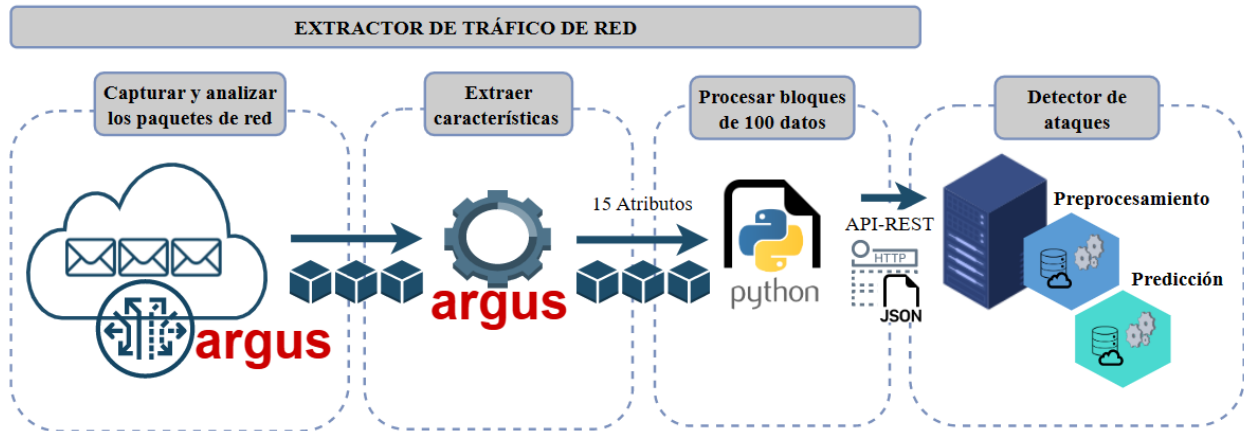 EXTRACTOR DE TRÁFICO DE RED
Capturar y analizar
los paquetes de red
Extraer
características
Procesar bloques
de 100 datos
Detector de
ataques
argus
argus
15 Atributos
python
API-REST
HTTP
JSON
Preprocesamiento
Predicción